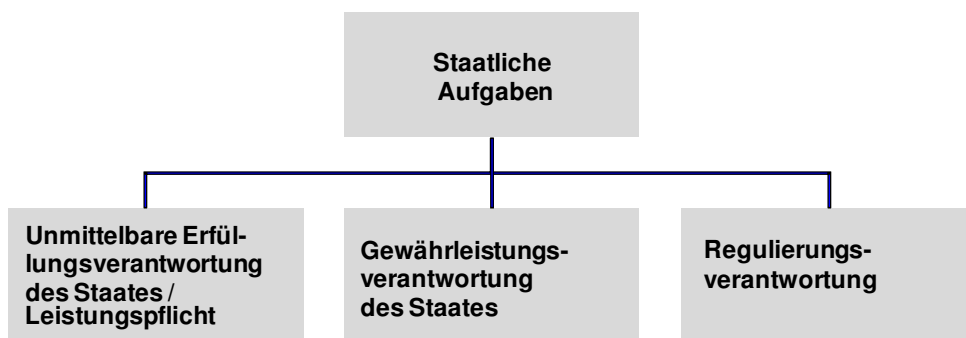 Staatliche
Aufgaben
Unmittelbare Erfül-
lungsverantwortung
des Staates /
Leistungspflicht
Gewährleistungs-
verantwortung
des Staates
Regulierungs-
verantwortung